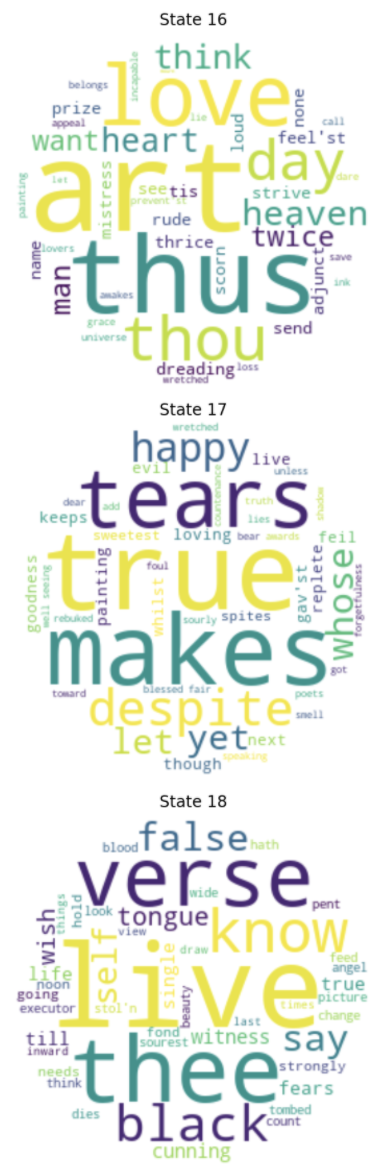 State 16
think
belongs
incapable
love
none
prize
appeal
lie
loud
call
want heart
feel'st
art
day
dare
painting
let
mistress
see tis
prevent'st
strive
rude
heaven
name
lovers
thrice
scorn
twice
man
thus
adjunct
save
awakes
ink
grace
universe
thou
send
dreading
loss
wretched
State 17
wretched
happy
evil
live
countenance
unless
tears
dear
add
truth
shadow
keeps
lies
sweetest
loving
bear
awards
feil
goodness
well seeing
true
painting
foul
whilst
gav'st
replete
whose
forgetfulness
rebuked
sourly
spites
makes
got
toward
blessed fair
poets
despite
smell
let
yet
next
though
speaking
State 18
false
blood
hath
verse
wide
pent
wish
things
hold
look
tongue
know
view
self
single
draw
feed
angel
life
noon
live
true
going
picture
executor
stol'n
beauty
times
change
last
till
fond
witness
say
inward
sourest
strongly
needs
thee
think
fears
tombed
dies
black
count
cunning